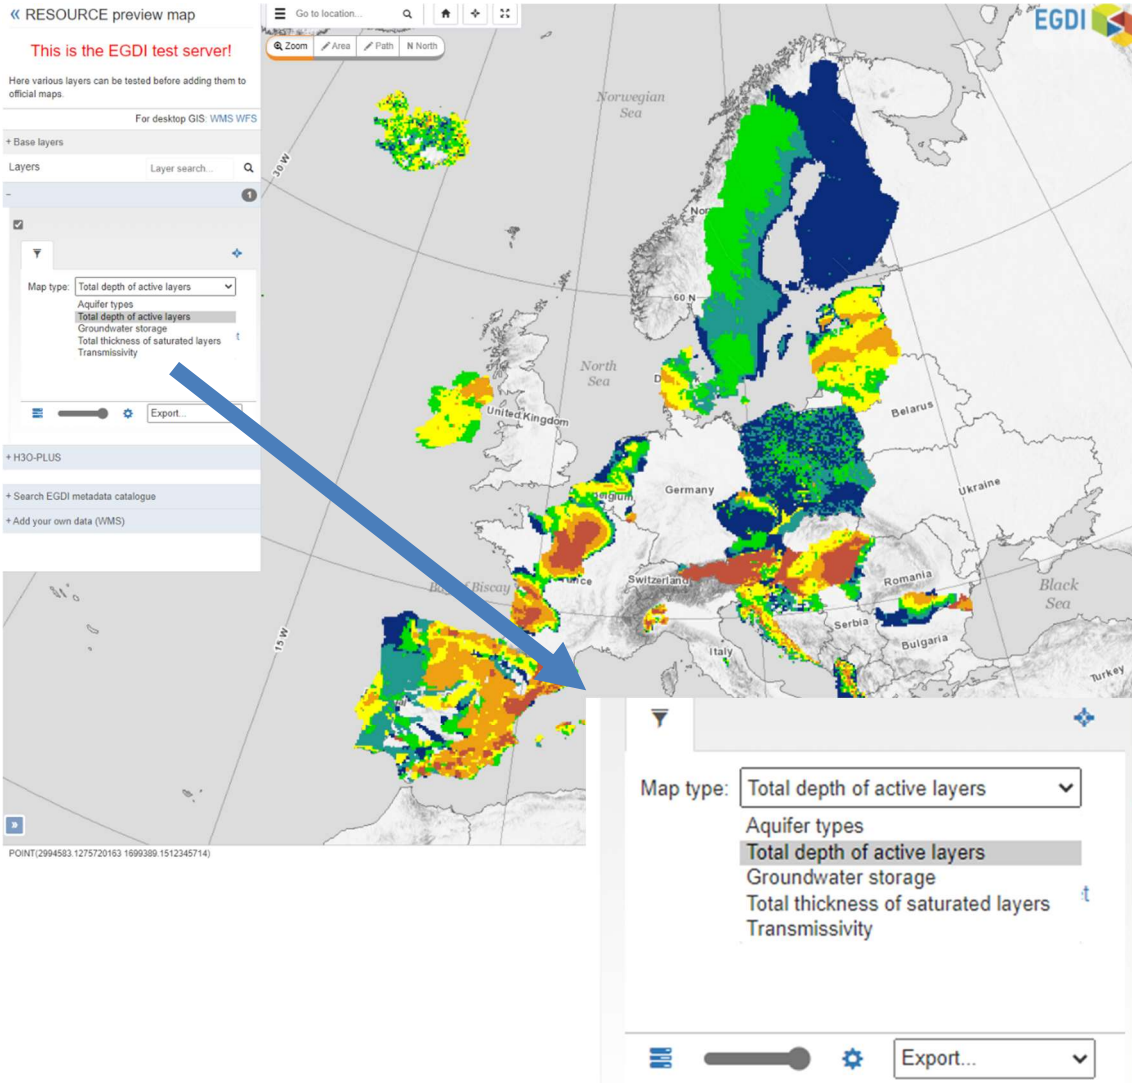 « RESOURCE preview map
This is the EGDI test server!
Here various layers can be tested before adding them to
official maps.
For desktop GIS: WMS WFS
+ Base layers
Layers
Layer search...
–
1
Map type:
Total depth of active layers
Aquifer types
Total depth of active layers
Groundwater storage
Total thickness of saturated layers
t
Transmissivity
Export...
+ H3O-PLUS
+ Search EGDI metadata catalogue
+ Add your own data (WMS)
»
POINT(2994583.1275720163 1699389.1512345714)
Go to location...
Zoom
Area
Path
N North
EGDI
Norwegian
Sea
30 W
Nor
60 N
North
Sea
D
United Kingdom
Belarus
Germany
Ukraine
Switzerland
Bay of Biscay
Romania
Black
Sea
Serbia
Bulgaria
Italy
Turkey
15 W
Map type:
Total depth of active layers
Aquifer types
Total depth of active layers
Groundwater storage
Total thickness of saturated layers
t
Transmissivity
Export...